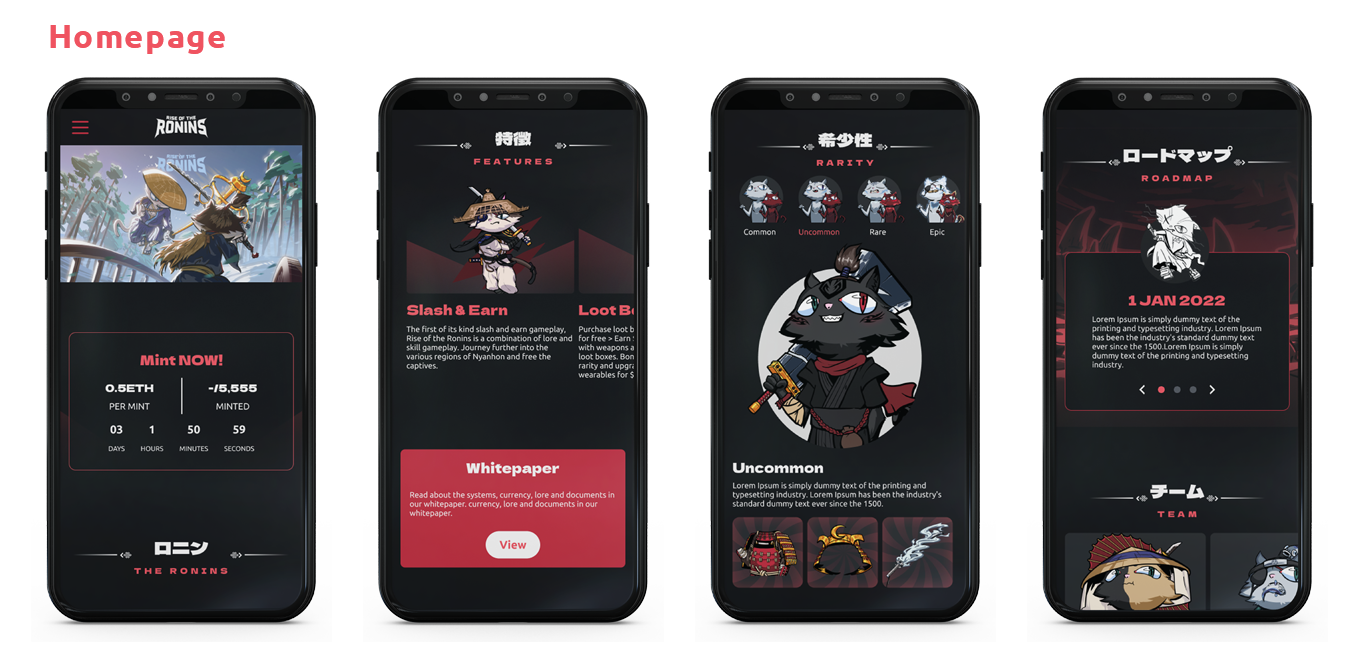 Homepage
RISE OF THE
RONINS
RISE OF THE
RONINS
Mint NOW!
0.5ETH
-/5,555
PER MINT
MINTED
03 1 50 59
DAYS HOURS MINUTES SECONDS
ロニン
THE RONINS
特徴
FEATURES
Slash & Earn
The first of its kind slash and earn gameplay,
Rise of the Ronins is a combination of lore and
skill gameplay. Journey further into the
various regions of Nyanhon and free the
captives.
Loot Bo
Purchase loot b
for free > Earn
with weapons a
loot boxes. Bon
rarity and upgra
wearables for $
Whitepaper
Read about the systems, currency, lore and documents in
our whitepaper. currency, lore and documents in our
whitepaper.
View
希少性
RARITY
Common Uncommon Rare Epic
Uncommon
Lorem Ipsum is simply dummy text of the printing and
typesetting industry. Lorem Ipsum has been the industry's
standard dummy text ever since the 1500.
ロードマップ
ROADMAP
1 JAN 2022
Lorem Ipsum is simply dummy text of the
printing and typesetting industry. Lorem Ipsum
has been the industry's standard dummy text
ever since the 1500.Lorem Ipsum is simply
dummy text of the printing and typesetting
industry.
チーム
TEAM